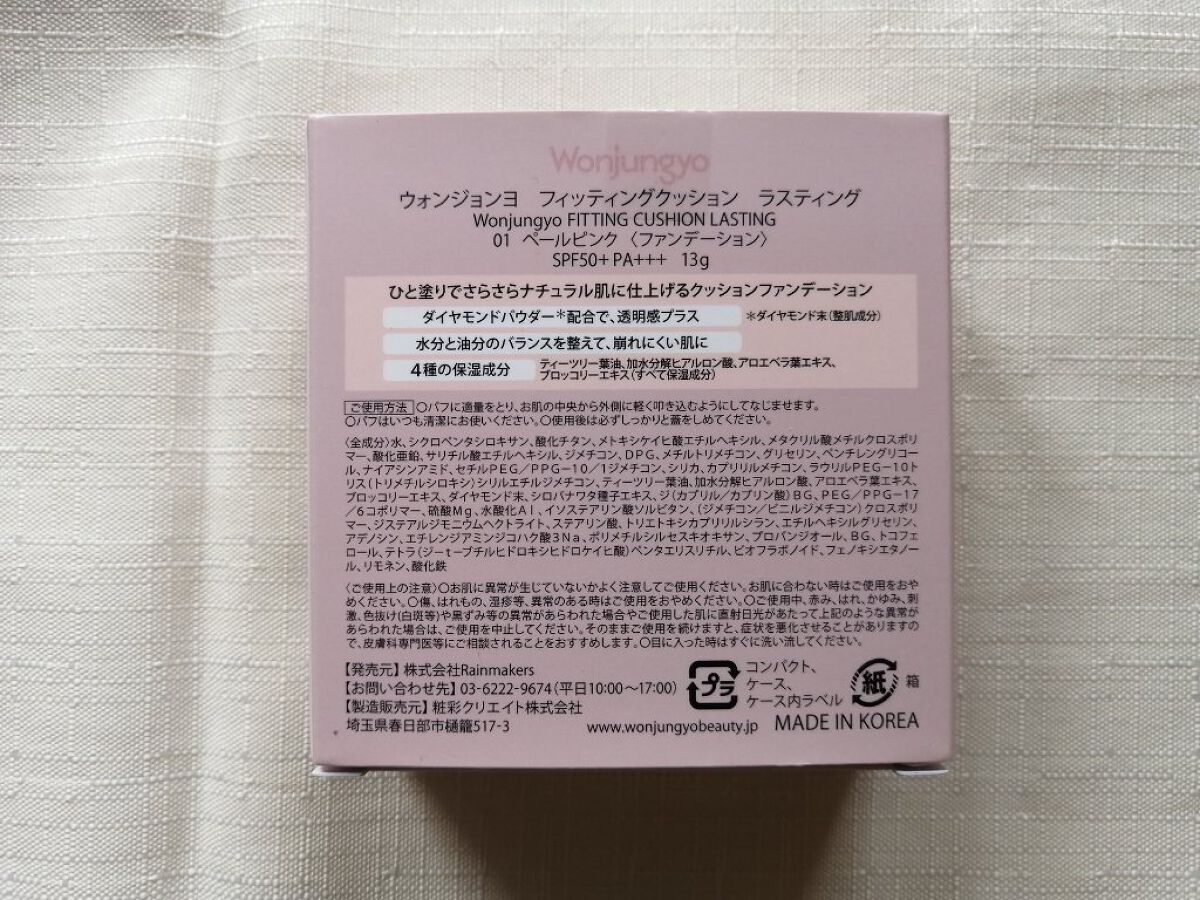 Wonjungyo
ウォンジョンヨ　フィッティングクッション　ラスティング
Wonjungyo FITTING CUSHION LASTING
01 ペールピンク〈ファンデーション〉
SPF50+ PA+++ 13g
ひと塗りでさらさらナチュラル肌に仕上げるクッションファンデーション
ダイヤモンドパウダー＊配合で、透明感プラス ＊ダイヤモンド末（整肌成分）
水分と油分のバランスを整えて、崩れにくい肌に
4種の保湿成分 ティーツリー葉油、加水分解ヒアルロン酸、アロエベラ葉エキス、
ブロッコリーエキス（すべて保湿成分）
ご使用方法 〇パフに適量をとり、お肌の中央から外側に軽く叩き込むようにしてなじませます。
〇パフはいつも清潔にお使いください。〇使用後は必ずしっかりと蓋をしめてください。
〈全成分〉水、シクロペンタシロキサン、酸化チタン、メトキシケイヒ酸エチルヘキシル、メタクリル酸メチルクロスポリ
マー、酸化亜鉛、サリチル酸エチルヘキシル、ジメチコン、DPG、メチルトリメチコン、グリセリン、ペンチレングリコー
ル、ナイアシンアミド、セチルPEG/PPG-10/1ジメチコン、シリカ、カプリリルメチコン、ラウリルPEG-10ト
リス(トリメチルシロキシ)シリルエチルジメチコン、ティーツリー葉油、加水分解ヒアルロン酸、アロエベラ葉エキス、
ブロッコリーエキス、ダイヤモンド末、シロバナワタ種子エキス、ジ(カプリル/カプリン酸)BG、PEG/PPG-17
/6コポリマー、硫酸Mg、水酸化Al、イソステアリン酸ソルビタン、(ジメチコン/ビニルジメチコン)クロスポリ
マー、ジステアルジモニウムヘクトライト、ステアリン酸、トリエトキシカプリリルシラン、エチルヘキシルグリセリン、
アデノシン、エチレンジアミンジコハク酸3Na、ポリメチルシルセスキオキサン、プロパンジオール、BG、トコフェ
ロール、テトラ(ジ-t-ブチルヒドロキシヒドロケイヒ酸)ペンタエリスリチル、ビオフラボノイド、フェノキシエタノー
ル、リモネン、酸化鉄
〈ご使用上の注意〉〇お肌に異常が生じていないかよく注意してご使用ください。お肌に合わない時はご使用をおや
めください。〇傷、はれもの、湿疹等、異常のある時はご使用をおやめください。〇ご使用中、赤み、はれ、かゆみ、刺
激、色抜け(白斑等)や黒ずみ等の異常があらわれた場合やご使用した肌に直射日光があたって上記のような異常が
あらわれた場合は、ご使用を中止してください。そのままご使用を続けますと、症状を悪化させることがありますの
で、皮膚科専門医等にご相談されることをおすすめします。〇目に入った時はすぐに洗い流してください。
【発売元】株式会社Rainmakers
【お問い合わせ先】03-6222-9674（平日10:00～17:00）
【製造販売元】粧彩クリエイト株式会社
埼玉県春日部市樋籠517-3
プラ
コンパクト、
ケース、
ケース内ラベル
紙
箱
www.wonjungyobeauty.jp
MADE IN KOREA